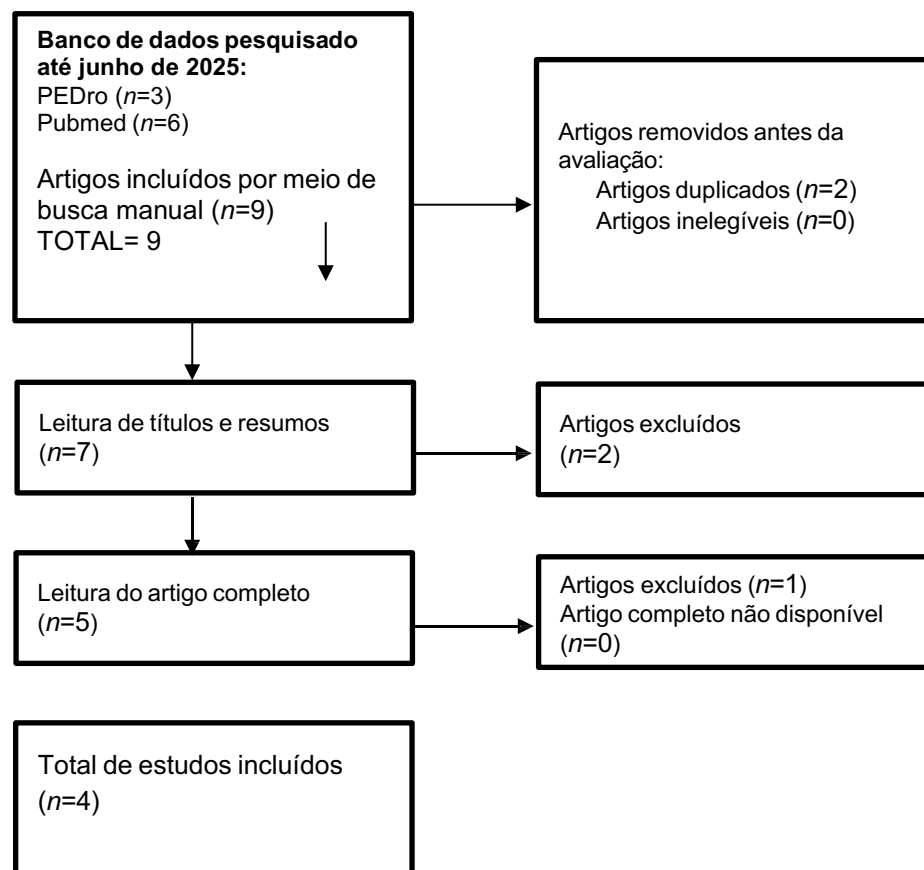 Banco de dados pesquisado
até junho de 2025:
PEDro (n=3)
Pubmed (n=6)
Artigos incluídos por meio de
busca manual (n=9)
TOTAL= 9
Artigos removidos antes da
avaliação:
Artigos duplicados (n=2)
Artigos inelegíveis (n=0)
Leitura de títulos e resumos
(n=7)
Artigos excluídos
(n=2)
Leitura do artigo completo
(n=5)
Artigos excluídos (n=1)
Artigo completo não disponível
(n=0)
Total de estudos incluídos
(n=4)